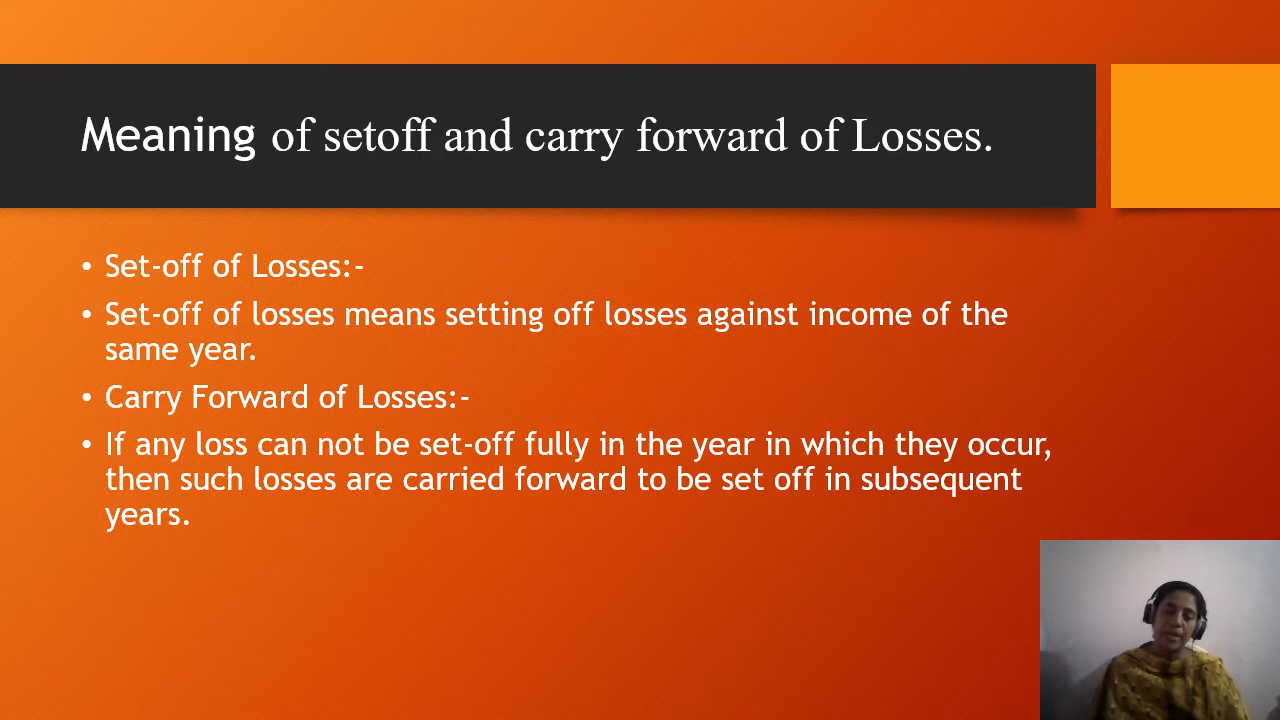 Meaning of setoff and carry forward of Losses.
• Set-off of Losses:-
• Set-off of losses means setting off losses against income of the
same year.
• Carry Forward of Losses:-
• If any loss can not be set-off fully in the year in which they occur,
then such losses are carried forward to be set off in subsequent
years.